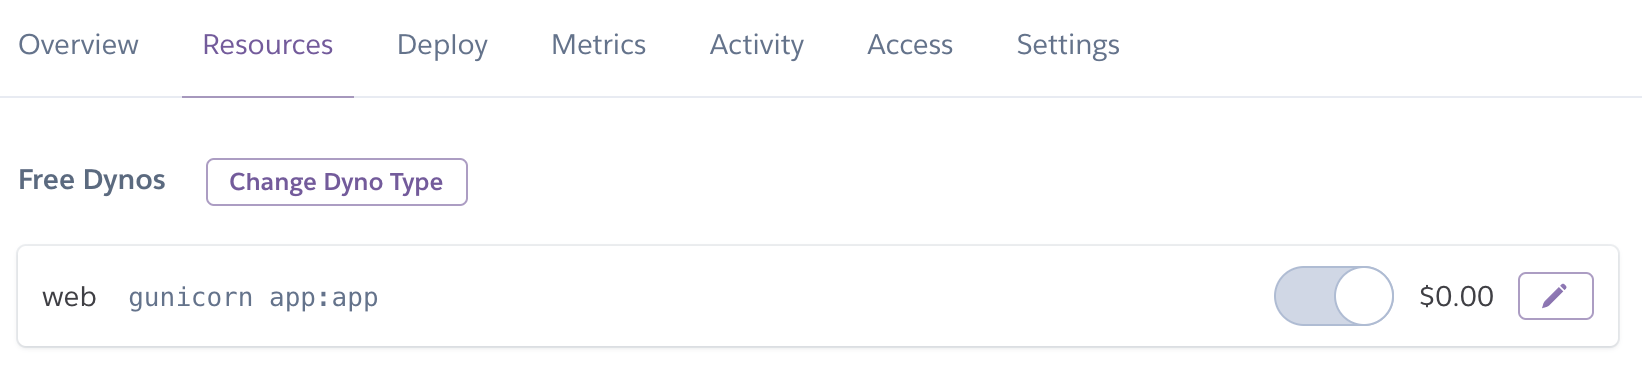 Overview Resources Deploy Metrics Activity Access Settings
Free Dynos Change Dyno Type
web gunicorn app:app $0.00